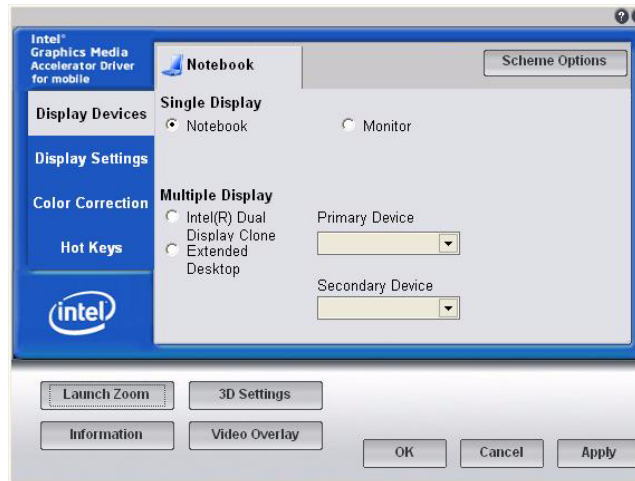 ?
Intel®
Graphics Media
Accelerator Driver
for mobile
Notebook
Scheme Options
Display Devices
Display Settings
Color Correction
Hot Keys
intel
Single Display
Notebook
Monitor
Multiple Display
Intel(R) Dual
Display Clone
Extended
Desktop
Primary Device
Secondary Device
Launch Zoom
3D Settings
Information
Video Overlay
OK
Cancel
Apply